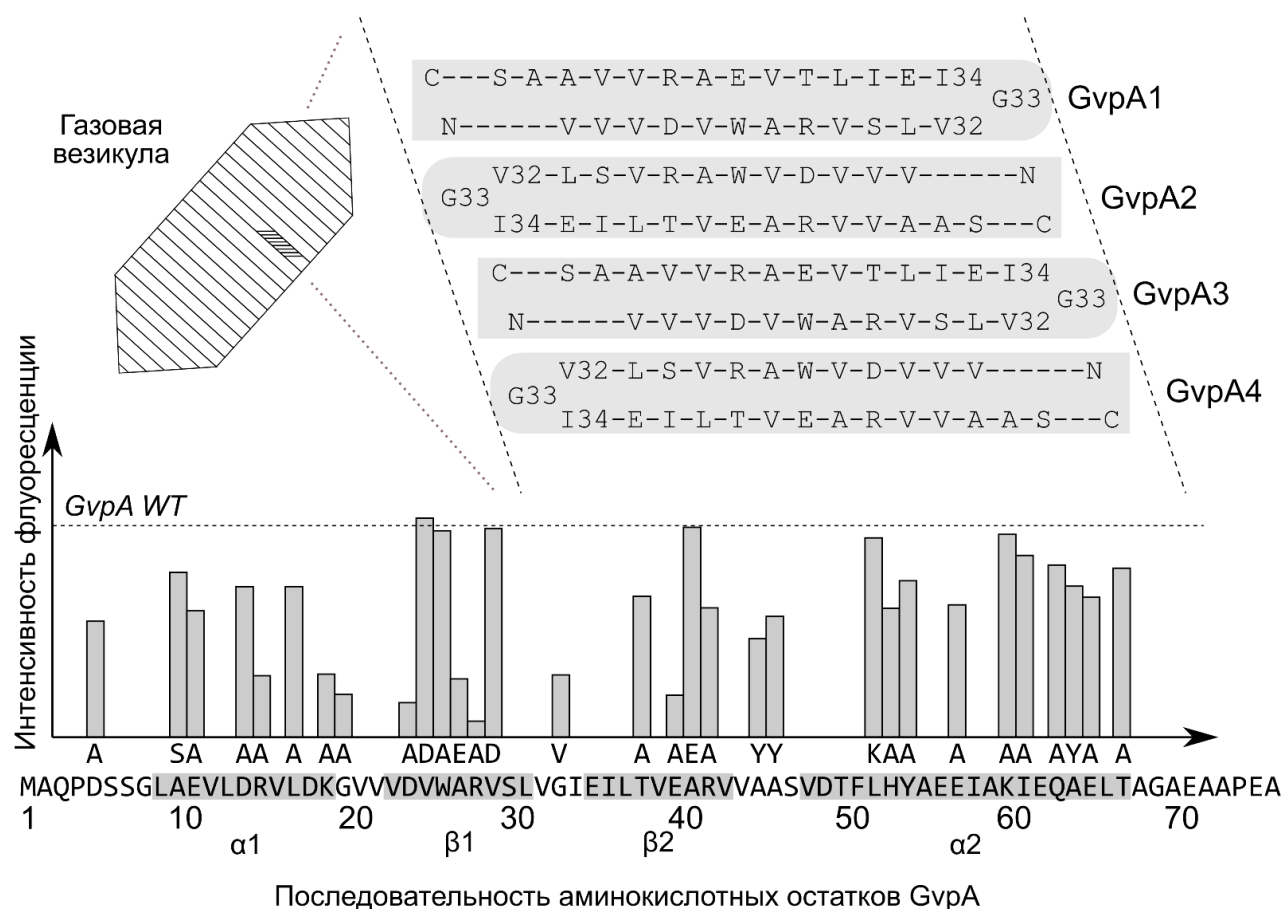 Газовая
везикула
C---S-A-A-V-V-R-A-E-V-T-L-I-E-I34
G33
N------V-V-V-D-V-W-A-R-V-S-L-V32
GvpA1
V32-L-S-V-R-A-W-V-D-V-V-V------N
G33
I34-E-I-L-T-V-E-A-R-V-V-A-A-S---C
GvpA2
C---S-A-A-V-V-R-A-E-V-T-L-I-E-I34
G33
N------V-V-V-D-V-W-A-R-V-S-L-V32
GvpA3
V32-L-S-V-R-A-W-V-D-V-V-V------N
G33
I34-E-I-L-T-V-E-A-R-V-V-A-A-S---C
GvpA4
Интенсивность флуоресценции
GvpA WT
A SA AA A AA ADAEAD V A AEA YY KAA A AA AYA A
MAQPDSSGLAEVLDRVLDKGVVVDVWARVSLVGIEILTVEARVVAASVDTFLHYAEEIAKIEQAELTAGAEAAPEA
1 10 20 30 40 50 60 70
α1 β1 β2 α2
Последовательность аминокислотных остатков GvpA